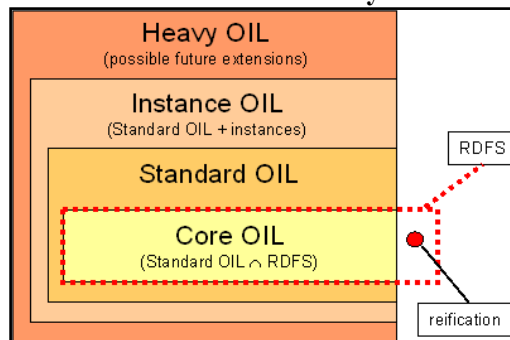 Heavy OIL
(possible future extensions)
Instance OIL
(Standard OIL + instances)
Standard OIL
RDFS
Core OIL
(Standard OIL ∩ RDFS)
reification